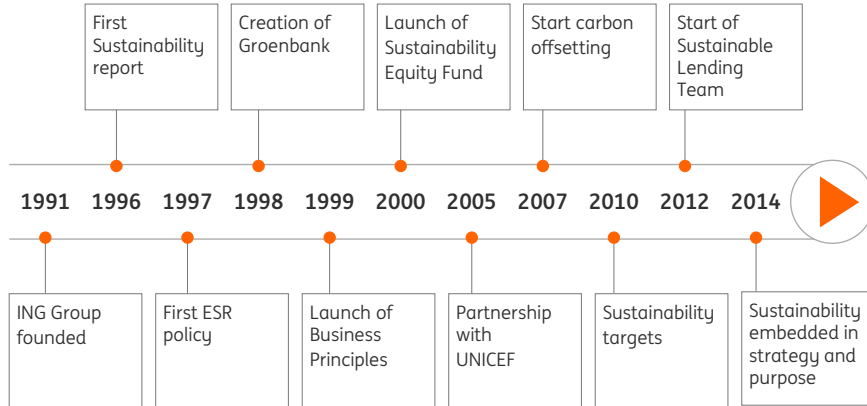 First
Sustainability
report
Creation of
Groenbank
Launch of
Sustainability
Equity Fund
Start carbon
offsetting
Start of
Sustainable
Lending
Team
1991 1996 1997 1998 1999 2000 2005 2007 2010 2012 2014
ING Group
founded
First ESR
policy
Launch of
Business
Principles
Partnership
with
UNICEF
Sustainability
targets
Sustainability
embedded in
strategy and
purpose